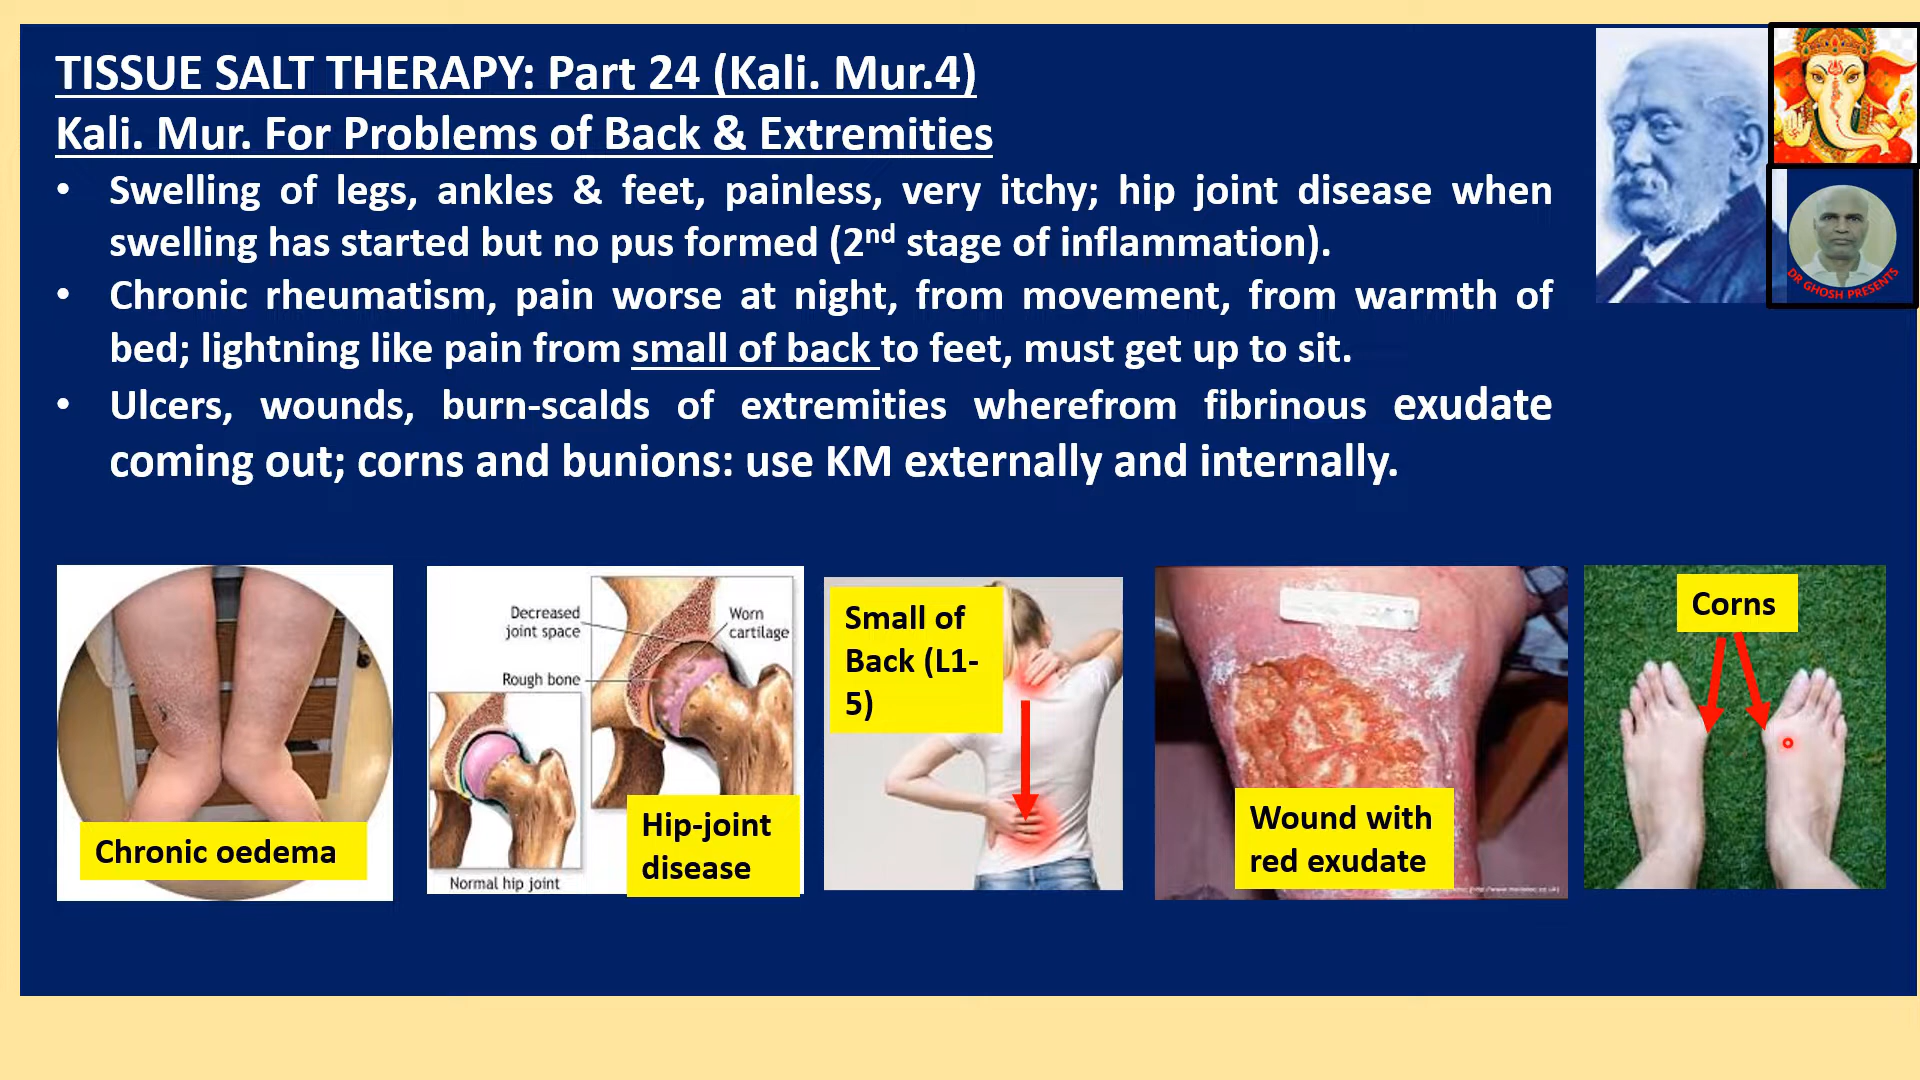 TISSUE SALT THERAPY: Part 24 (Kali. Mur.4)
Kali. Mur. For Problems of Back & Extremities
• Swelling of legs, ankles & feet, painless, very itchy; hip joint disease when
swelling has started but no pus formed (2nd stage of inflammation).
• Chronic rheumatism, pain worse at night, from movement, from warmth of
bed; lightning like pain from small of back to feet, must get up to sit.
• Ulcers, wounds, burn-scalds of extremities wherefrom fibrinous exudate
coming out; corns and bunions: use KM externally and internally.
DR GHOSH PRESENTS
Chronic oedema
Decreased
joint space
Worn
cartilage
Rough bone
Normal hip joint
Hip-joint
disease
Small of
Back (L1-
5)
Wound with
red exudate
Corns